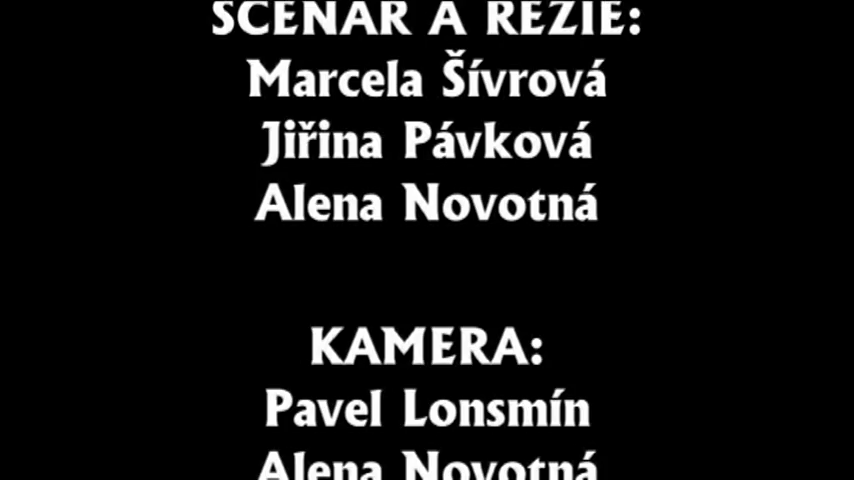 SCÉNÁŘ A REŽIE:
Marcela Šívrová
Jiřina Pávková
Alena Novotná
KAMERA:
Pavel Lonsmín
Alena Novotná